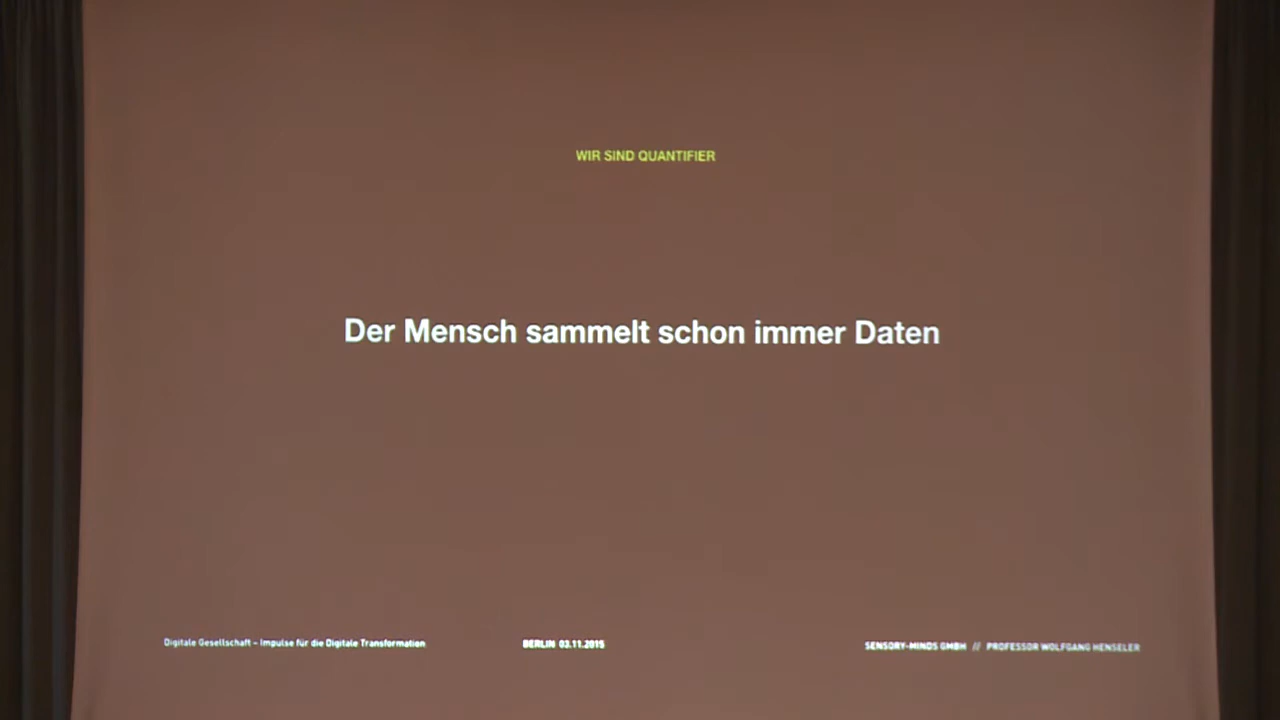 WIR SIND QUANTIFIER
Der Mensch sammelt schon immer Daten
Digitale Gesellschaft – Impulse für die Digitale Transformation
BERLIN 03.11.2015
SENSORY-MINDS GMBH // PROFESSOR WOLFGANG HENSELER